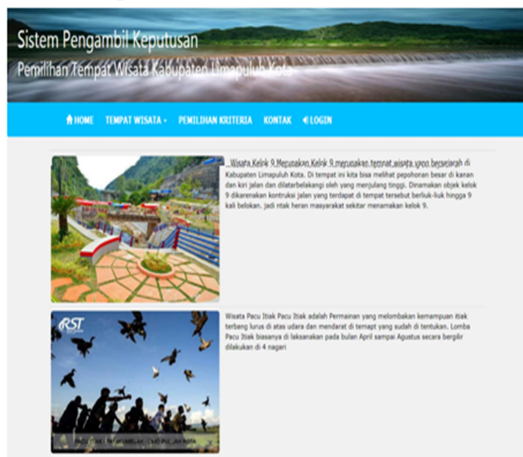 Sistem Pengambil Keputusan
Pemilihan Tempat Wisata Kabupaten Limapuluh Kota
HOME TEMPAT WISATA PEMILIHAN KRITERIA KONTAK LOGIN
Wisata Kelok 9 Merupakan Kelok 9 merupakan tempat wisata yang bersejarah di
Kabupaten Limapuluh Kota. Di tempat ini kita bisa melihat pepohonan besar di kanan
dan kiri jalan dan dilatarbelakangi oleh yang menjulang tinggi. Dinamakan objek kelok
9 dikarenakan kontruksi jalan yang terdapat di tempat tersebut berliuk-liuk hingga 9
kali belokan. jadi ntak heran masyarakat sekitar menamakan kelok 9.
RST
Wisata Pacu Itiak Pacu Itiak adalah Permainan yang melombakan kemampuan itiak
terbang lurus di atas udara dan mendarat di temapt yang sudah di tentukan. Lomba
Pacu Itiak biasanya di laksanakan pada bulan April sampai Agustus secara bergilir
dilakukan di 4 nagari
PACU ITIAK - PAYAKUMBUAH -